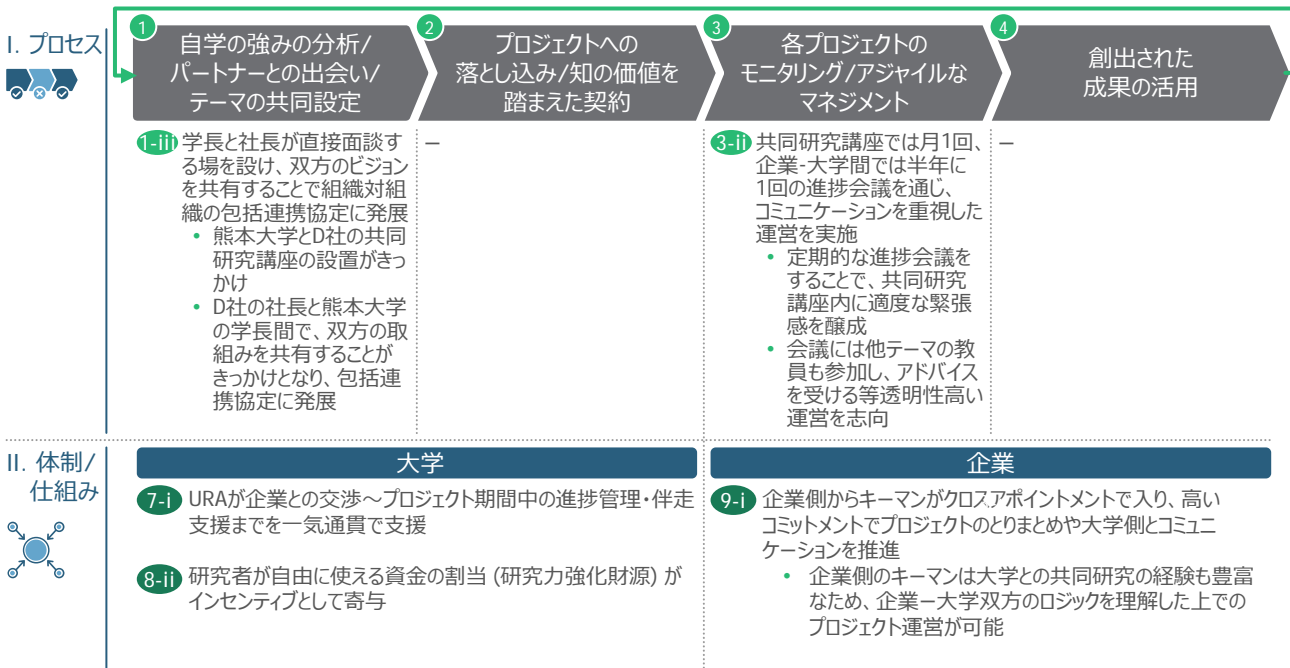 I. プロセス
1
自学の強みの分析/
パートナーとの出会い/
テーマの共同設定
2
プロジェクトへの
落とし込み/知の価値を
踏まえた契約
3
各プロジェクトの
モニタリング/アジャイルな
マネジメント
4
創出された
成果の活用
1-iii 学長と社長が直接面談す
る場を設け、双方のビジョン
を共有することで組織対組
織の包括連携協定に発展
• 熊本大学とD社の共同
研究講座の設置がきっ
かけ
• D社の社長と熊本大学
の学長間で、双方の取
組みを共有することが
きっかけとなり、包括連
携協定に発展
–
3-ii 共同研究講座では月1回、
企業-大学間では半年に
1回の進捗会議を通じ、
コミュニケーションを重視した
運営を実施
• 定期的な進捗会議を
することで、共同研究
講座内に適度な緊張
感を醸成
• 会議には他テーマの教
員も参加し、アドバイス
を受ける等透明性高い
運営を志向
–
II. 体制/
仕組み
大学
7-i URAが企業との交渉～プロジェクト期間中の進捗管理・伴走
支援までを一気通貫で支援
8-ii 研究者が自由に使える資金の割当 (研究力強化財源) が
インセンティブとして寄与
企業
9-i 企業側からキーマンがクロスアポイントメントで入り、高い
コミットメントでプロジェクトのとりまとめや大学側とコミュニ
ケーションを推進
• 企業側のキーマンは大学との共同研究の経験も豊富
なため、企業ー大学双方のロジックを理解した上での
プロジェクト運営が可能